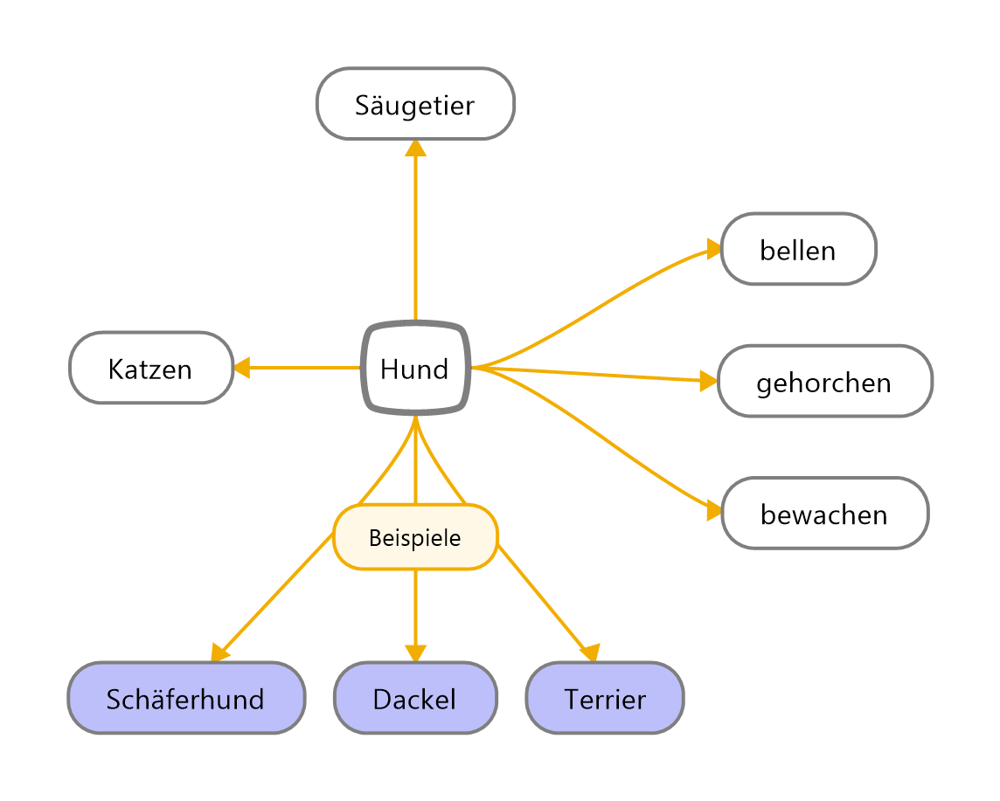 Säugetier
bellen
Katzen
Hund
gehorchen
bewachen
Beispiele
Schäferhund
Dackel
Terrier